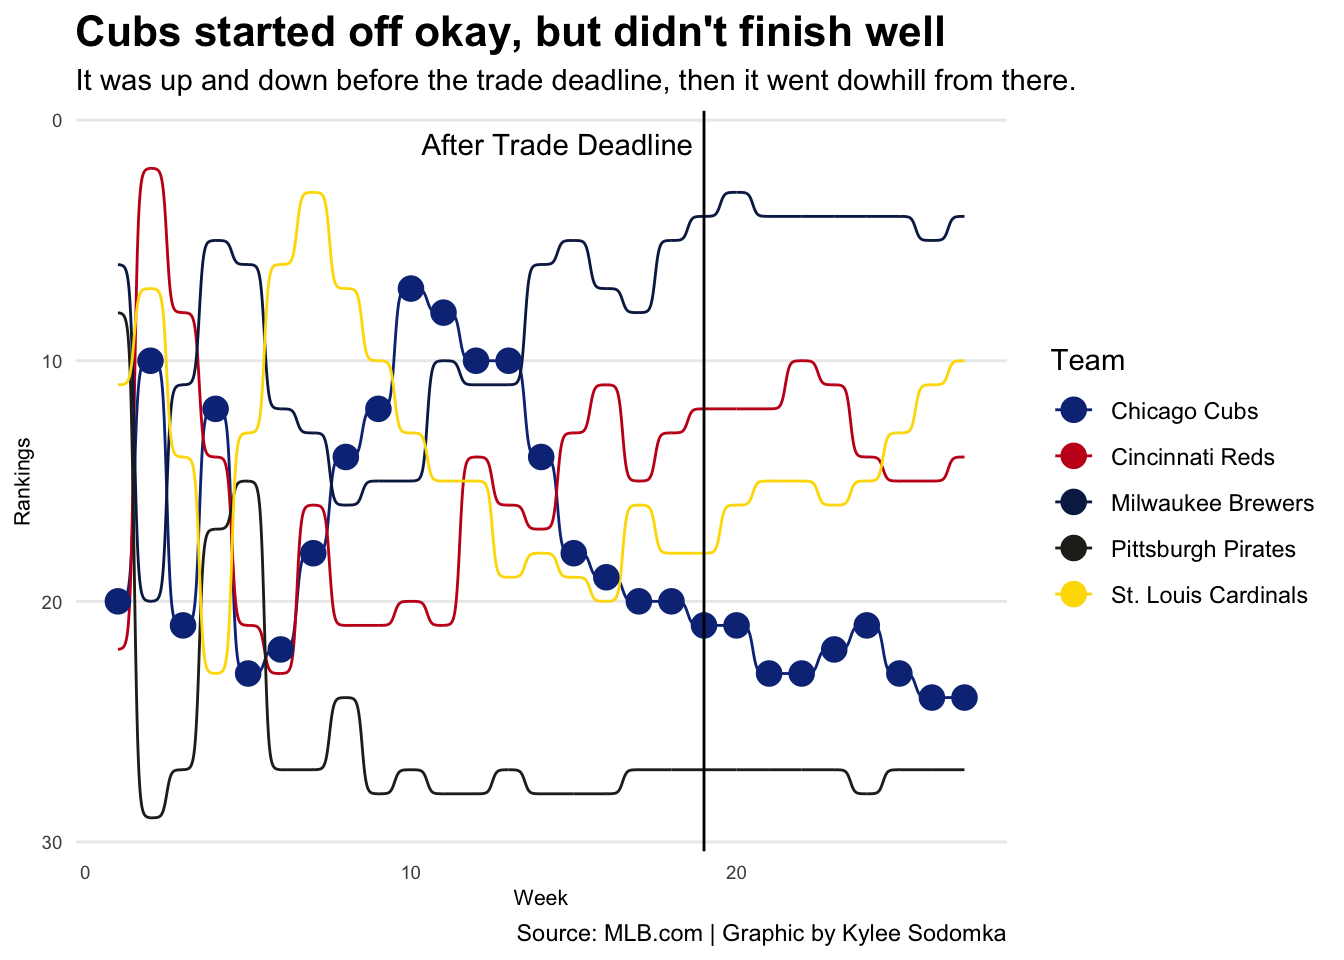 Cubs started off okay, but didn't finish well
It was up and down before the trade deadline, then it went dowhill from there.
After Trade Deadline
0
10
20
30
Rankings
0
10
20
Week
Team
Chicago Cubs
Cincinnati Reds
Milwaukee Brewers
Pittsburgh Pirates
St. Louis Cardinals
Source: MLB.com | Graphic by Kylee Sodomka